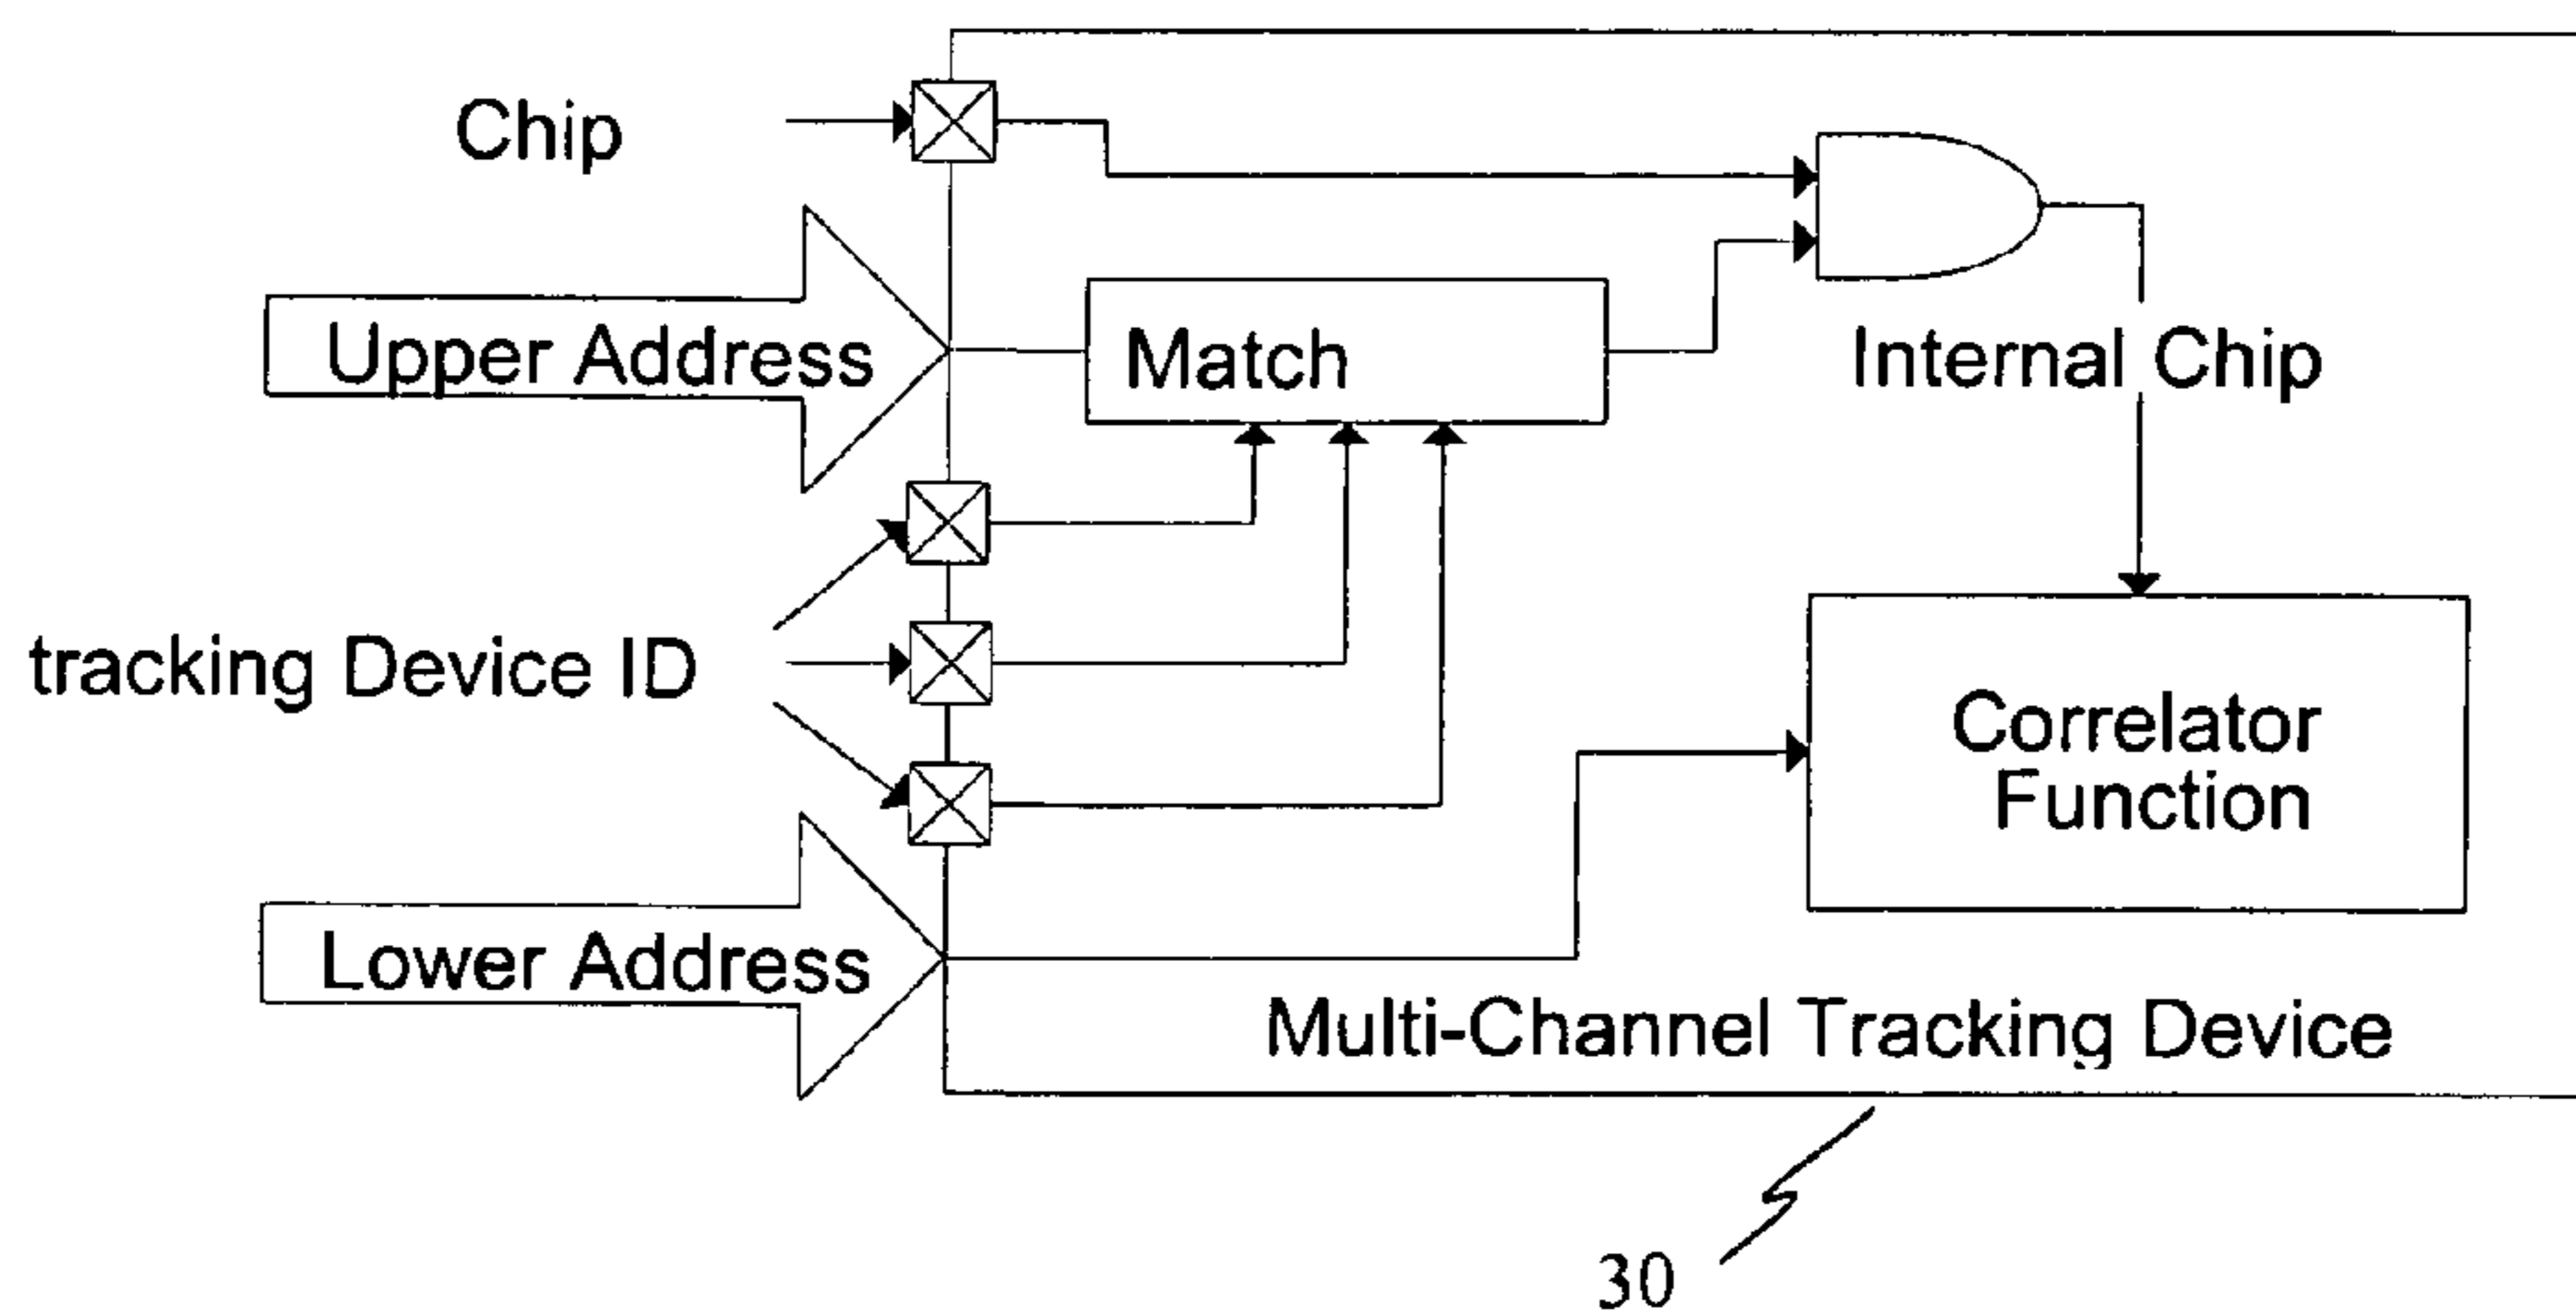 Chip
Upper Address
Match
Internal Chip
tracking Device ID
Correlator
Function
Lower Address
Multi-Channel Tracking Device
30